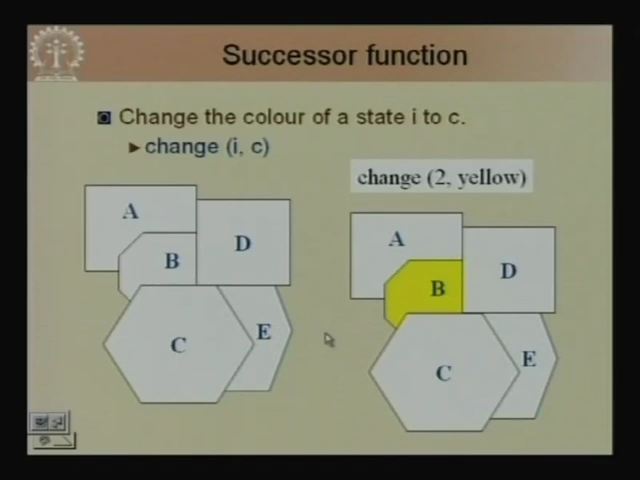 Successor function
Change the colour of a state i to c.
change (i, c)
change (2, yellow)
A
B
D
C
E
A
B
D
C
E